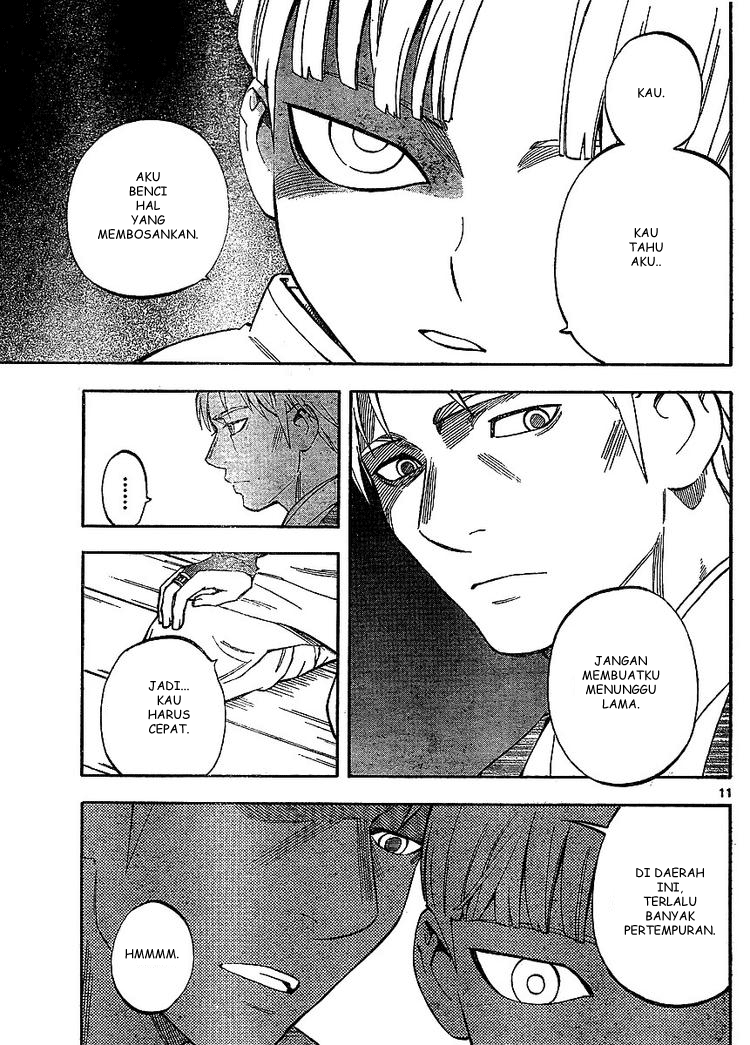 KAU.
KAU
TAHU
AKU..
AKU
BENCI
HAL
YANG
MEMBOSANKAN.
JANGAN
MEMBUATKU
MENUNGGU
LAMA.
......
JADI...
KAU
HARUS
CEPAT.
11
DI DAERAH
INI,
TERLALU
BANYAK
PERTEMPURAN.
HMMMM.